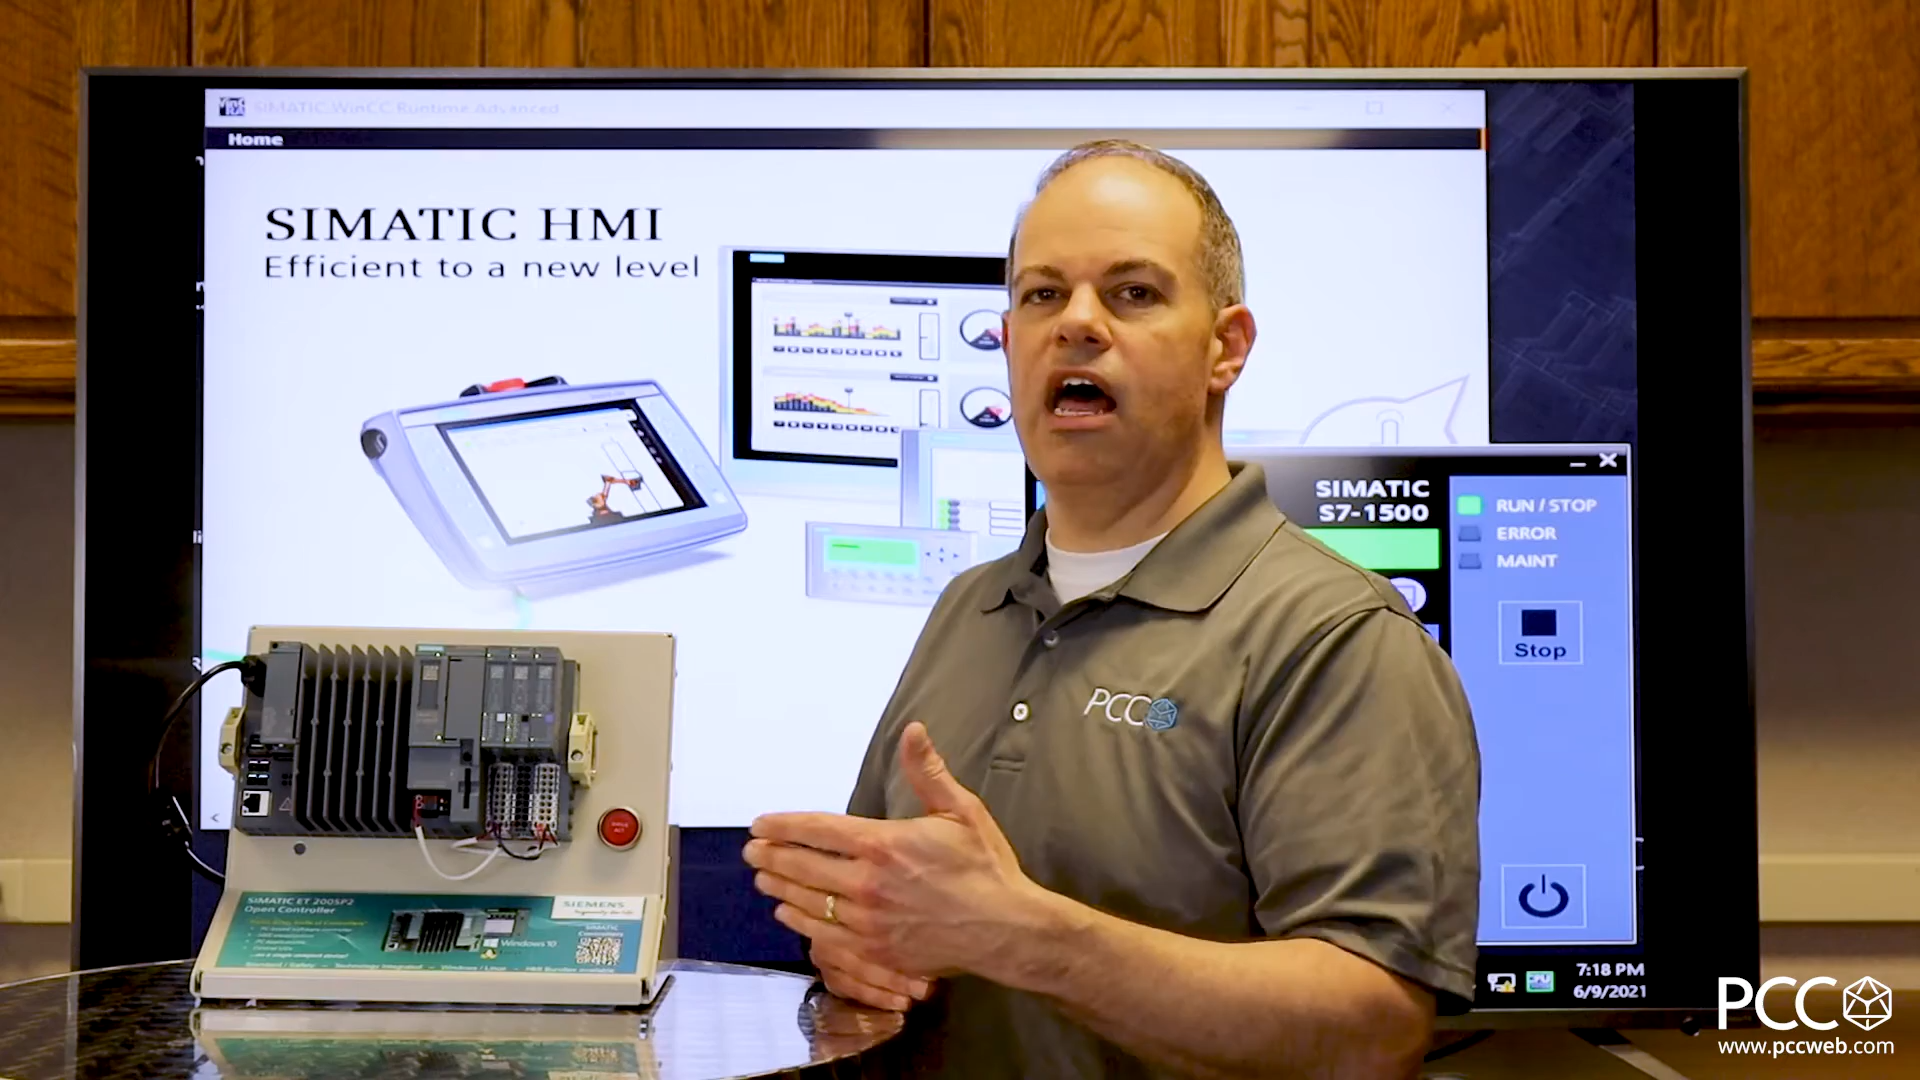 SIMATIC WinCC Runtime Advanced
Home
SIMATIC HMI
Efficient to a new level
SIMATIC
S7-1500
RUN / STOP
ERROR
MAINT
Stop
7:18 PM
6/9/2021
PCC
SIMATIC ET 200SP2
Open Controller
SIEMENS
Windows 10
SIMATIC
Controllers
PCC
www.pccweb.com